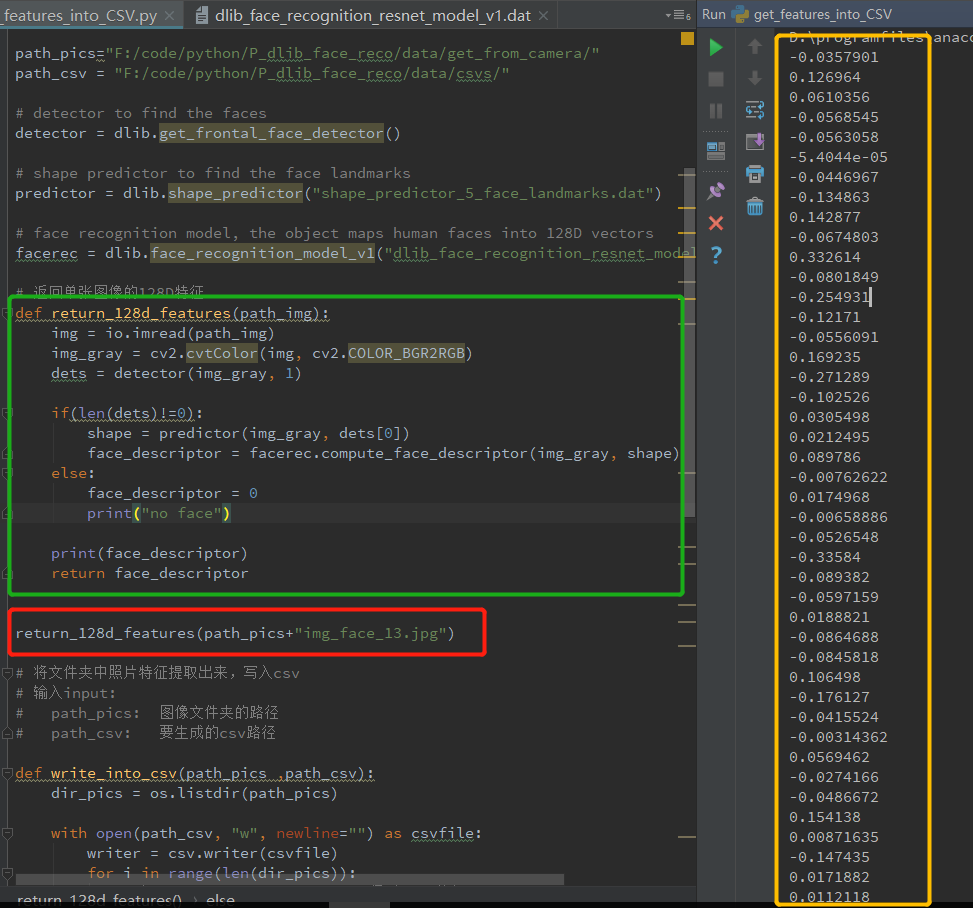 _features_into_CSV.py
dlib_face_recognition_resnet_model_v1.dat
6
Run
get_features_into_CSV
path_pics="F:/code/python/P_dlib_face_reco/data/get_from_camera/"
path_csv = "F:/code/python/P_dlib_face_reco/data/csvs/"
# detector to find the faces
detector = dlib.get_frontal_face_detector()
# shape predictor to find the face landmarks
predictor = dlib.shape_predictor("shape_predictor_5_face_landmarks.dat")
# face recognition model, the object maps human faces into 128D vectors
facerec = dlib.face_recognition_model_v1("dlib_face_recognition_resnet_model
# 返回单张图像的128D特征
def return_128d_features(path_img):
img = io.imread(path_img)
img_gray = cv2.cvtColor(img, cv2.COLOR_BGR2RGB)
dets = detector(img_gray, 1)
if(len(dets)!=0):
shape = predictor(img_gray, dets[0])
face_descriptor = facerec.compute_face_descriptor(img_gray, shape)
else:
face_descriptor = 0
print("no face")
print(face_descriptor)
return face_descriptor
return_128d_features(path_pics+"img_face_13.jpg")
# 将文件夹中照片特征提取出来，写入csv
# 输入input:
# path_pics: 图像文件夹的路径
# path_csv: 要生成的csv路径
def write_into_csv(path_pics ,path_csv):
dir_pics = os.listdir(path_pics)
with open(path_csv, "w", newline="") as csvfile:
writer = csv.writer(csvfile)
for i in range(len(dir_pics)):
return_128d_features() › else
D:\programfiles\anaco
-0.0357901
0.126964
0.0610356
-0.0568545
-0.0563058
-5.4044e-05
-0.0446967
-0.134863
0.142877
-0.0674803
0.332614
-0.0801849
-0.254931
-0.12171
-0.0556091
0.169235
-0.271289
-0.102526
0.0305498
0.0212495
0.089786
-0.00762622
0.0174968
-0.00658886
-0.0526548
-0.33584
-0.089382
-0.0597159
0.0188821
-0.0864688
-0.0845818
0.106498
-0.176127
-0.0415524
-0.00314362
0.0569462
-0.0274166
-0.0486672
0.154138
0.00871635
-0.147435
0.0171882
0.0112118